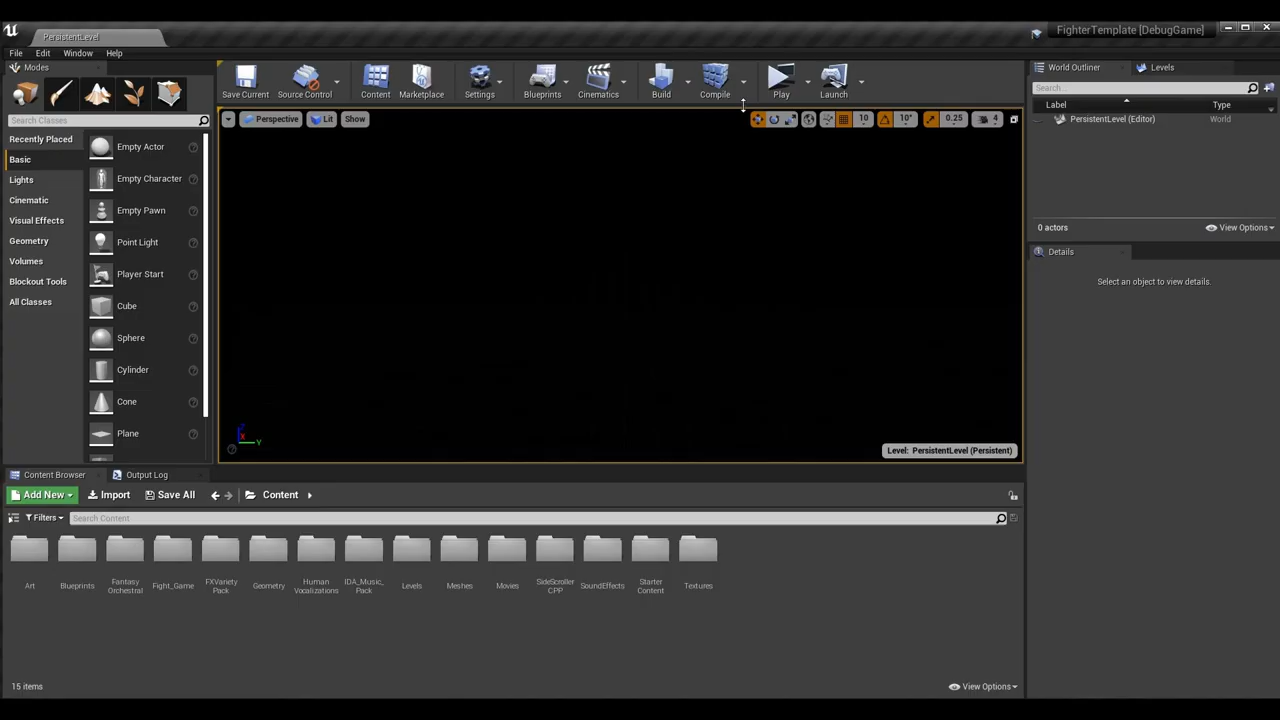 PersistentLevel
FighterTemplate [DebugGame]
File Edit Window Help
Modes
Search Classes
Recently Placed
Basic
Lights
Cinematic
Visual Effects
Geometry
Volumes
Blockout Tools
All Classes
Empty Actor
Empty Character
Empty Pawn
Point Light
Player Start
Cube
Sphere
Cylinder
Cone
Plane
Save Current Source Control Content Marketplace Settings Blueprints Cinematics Build Compile Play Launch
Perspective Lit Show
10 10° 0.25 4
X Z Y
Level: PersistentLevel (Persistent)
World Outliner Levels
Search...
Label Type
PersistentLevel (Editor) World
0 actors View Options
Details
Select an object to view details.
Content Browser Output Log
Add New Import Save All Content
Filters Search Content
Art
Blueprints
Fantasy
Orchestral
Fight_Game
FXVariety
Pack
Geometry
Human
Vocalizations
IDA_Music_
Pack
Levels
Meshes
Movies
SideScroller
CPP
SoundEffects
Starter
Content
Textures
15 items View Options